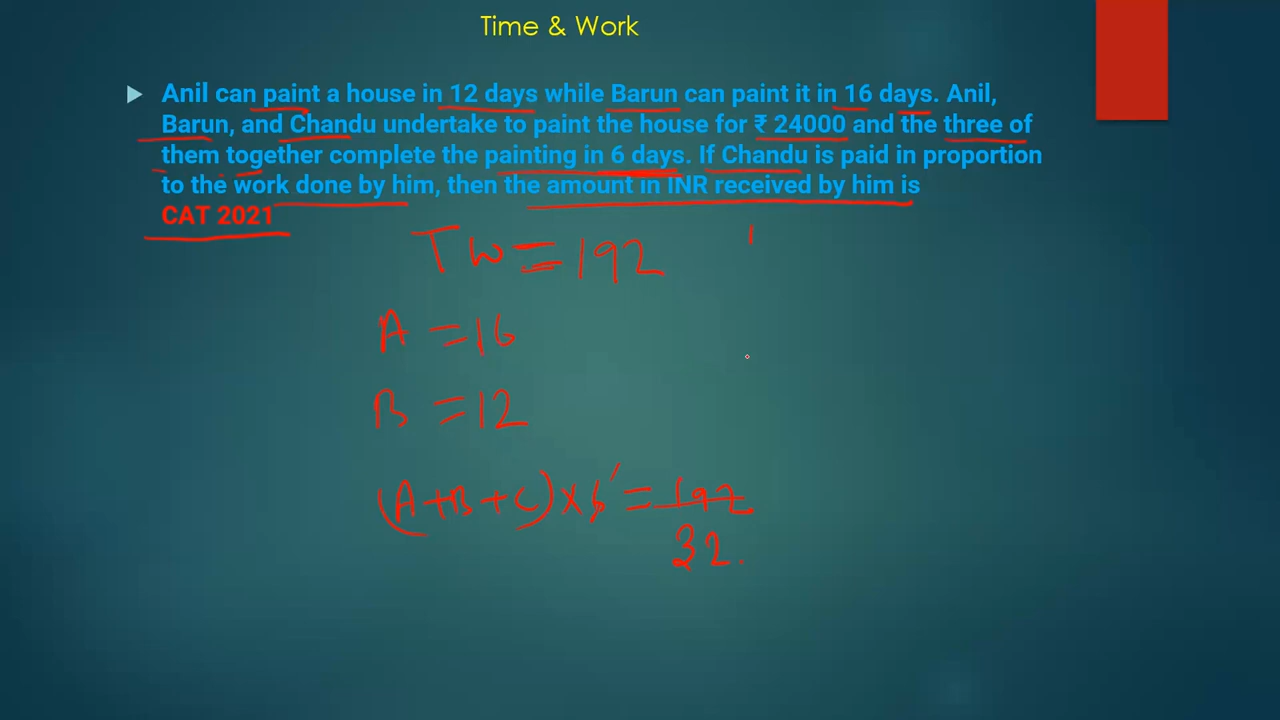 Time & Work
Anil can paint a house in 12 days while Barun can paint it in 16 days. Anil,
Barun, and Chandu undertake to paint the house for ₹ 24000 and the three of
them together complete the painting in 6 days. If Chandu is paid in proportion
to the work done by him, then the amount in INR received by him is
CAT 2021
TW = 192
A = 16
B = 12
(A+B+C) × 6 = 192
32